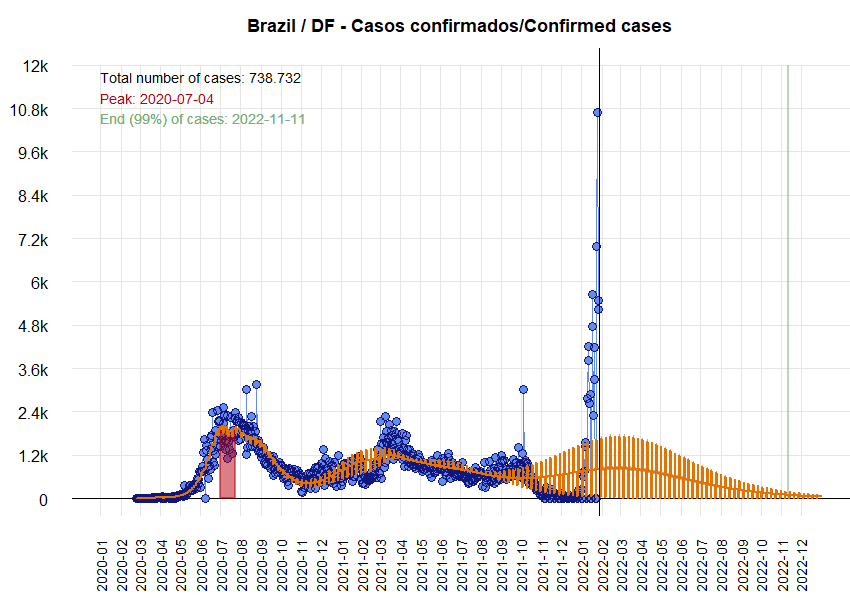 Brazil / DF - Casos confirmados/Confirmed cases
Total number of cases: 738.732
Peak: 2020-07-04
End (99%) of cases: 2022-11-11
12k
10.8k
9.6k
8.4k
7.2k
6k
4.8k
3.6k
2.4k
1.2k
0
2020-01
2020-02
2020-03
2020-04
2020-05
2020-06
2020-07
2020-08
2020-09
2020-10
2020-11
2020-12
2021-01
2021-02
2021-03
2021-04
2021-05
2021-06
2021-07
2021-08
2021-09
2021-10
2021-11
2021-12
2022-01
2022-02
2022-03
2022-04
2022-05
2022-06
2022-07
2022-08
2022-09
2022-10
2022-11
2022-12